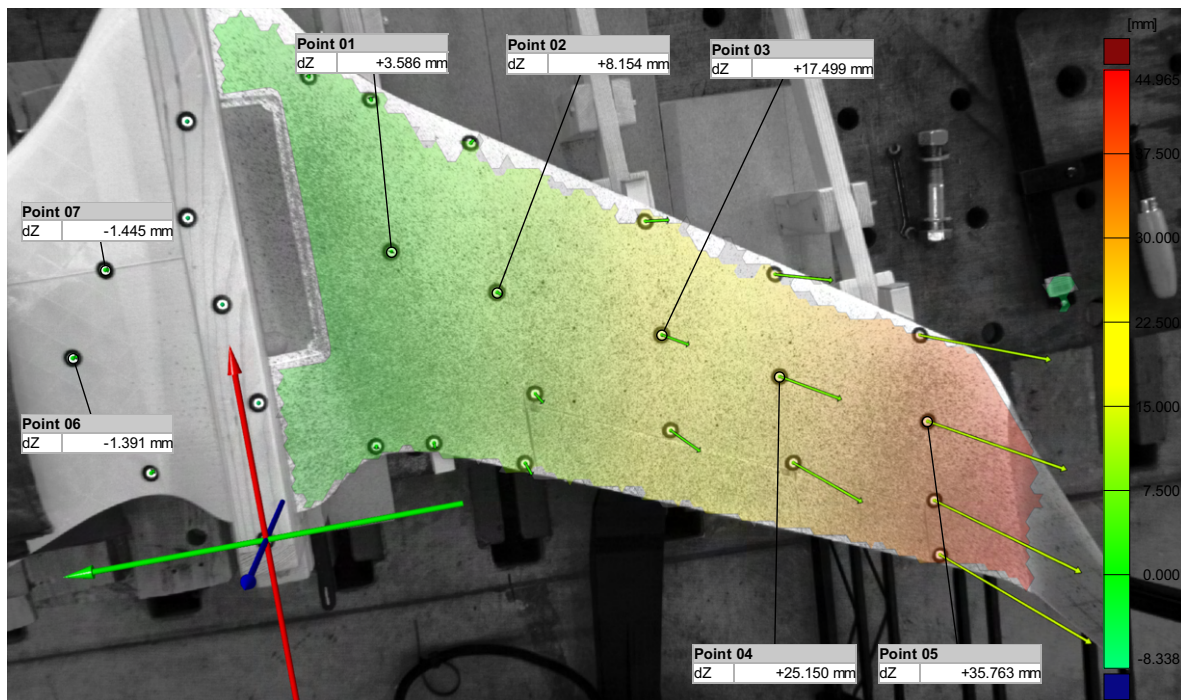 [mm]
Point 01
dZ +3.586 mm
Point 02
dZ +8.154 mm
Point 03
dZ +17.499 mm
44.965
37.500
Point 07
dZ -1.445 mm
30.000
22.500
15.000
Point 06
dZ -1.391 mm
7.500
0.000
Point 04
dZ +25.150 mm
Point 05
dZ +35.763 mm
-8.338